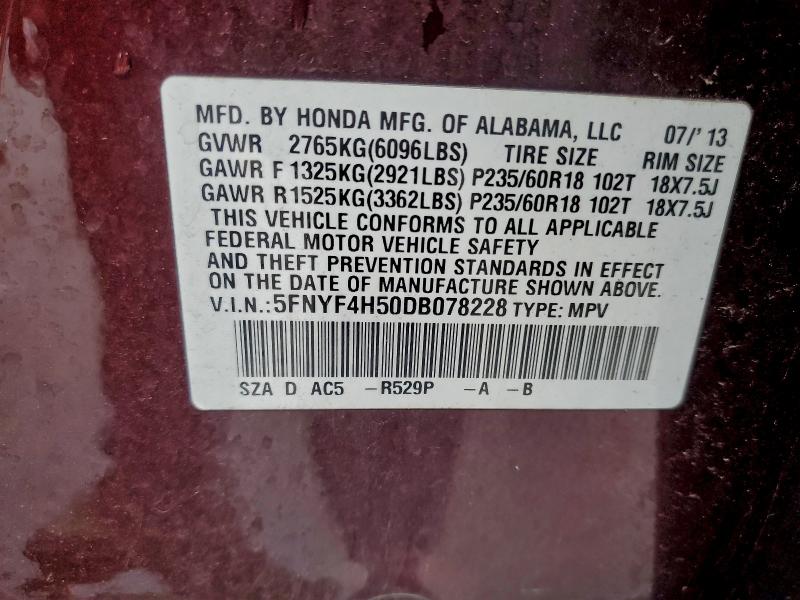 MFD. BY HONDA MFG. OF ALABAMA, LLC 07/'13
GVWR 2765KG(6096LBS) TIRE SIZE RIM SIZE
GAWR F 1325KG(2921LBS) P235/60R18 102T 18X7.5J
GAWR R1525KG(3362LBS) P235/60R18 102T 18X7.5J
THIS VEHICLE CONFORMS TO ALL APPLICABLE
FEDERAL MOTOR VEHICLE SAFETY
AND THEFT PREVENTION STANDARDS IN EFFECT
ON THE DATE OF MANUFACTURE SHOWN ABOVE.
V.I.N.:5FNYF4H50DB078228 TYPE: MPV
SZA D AC5 -R529P -A -B